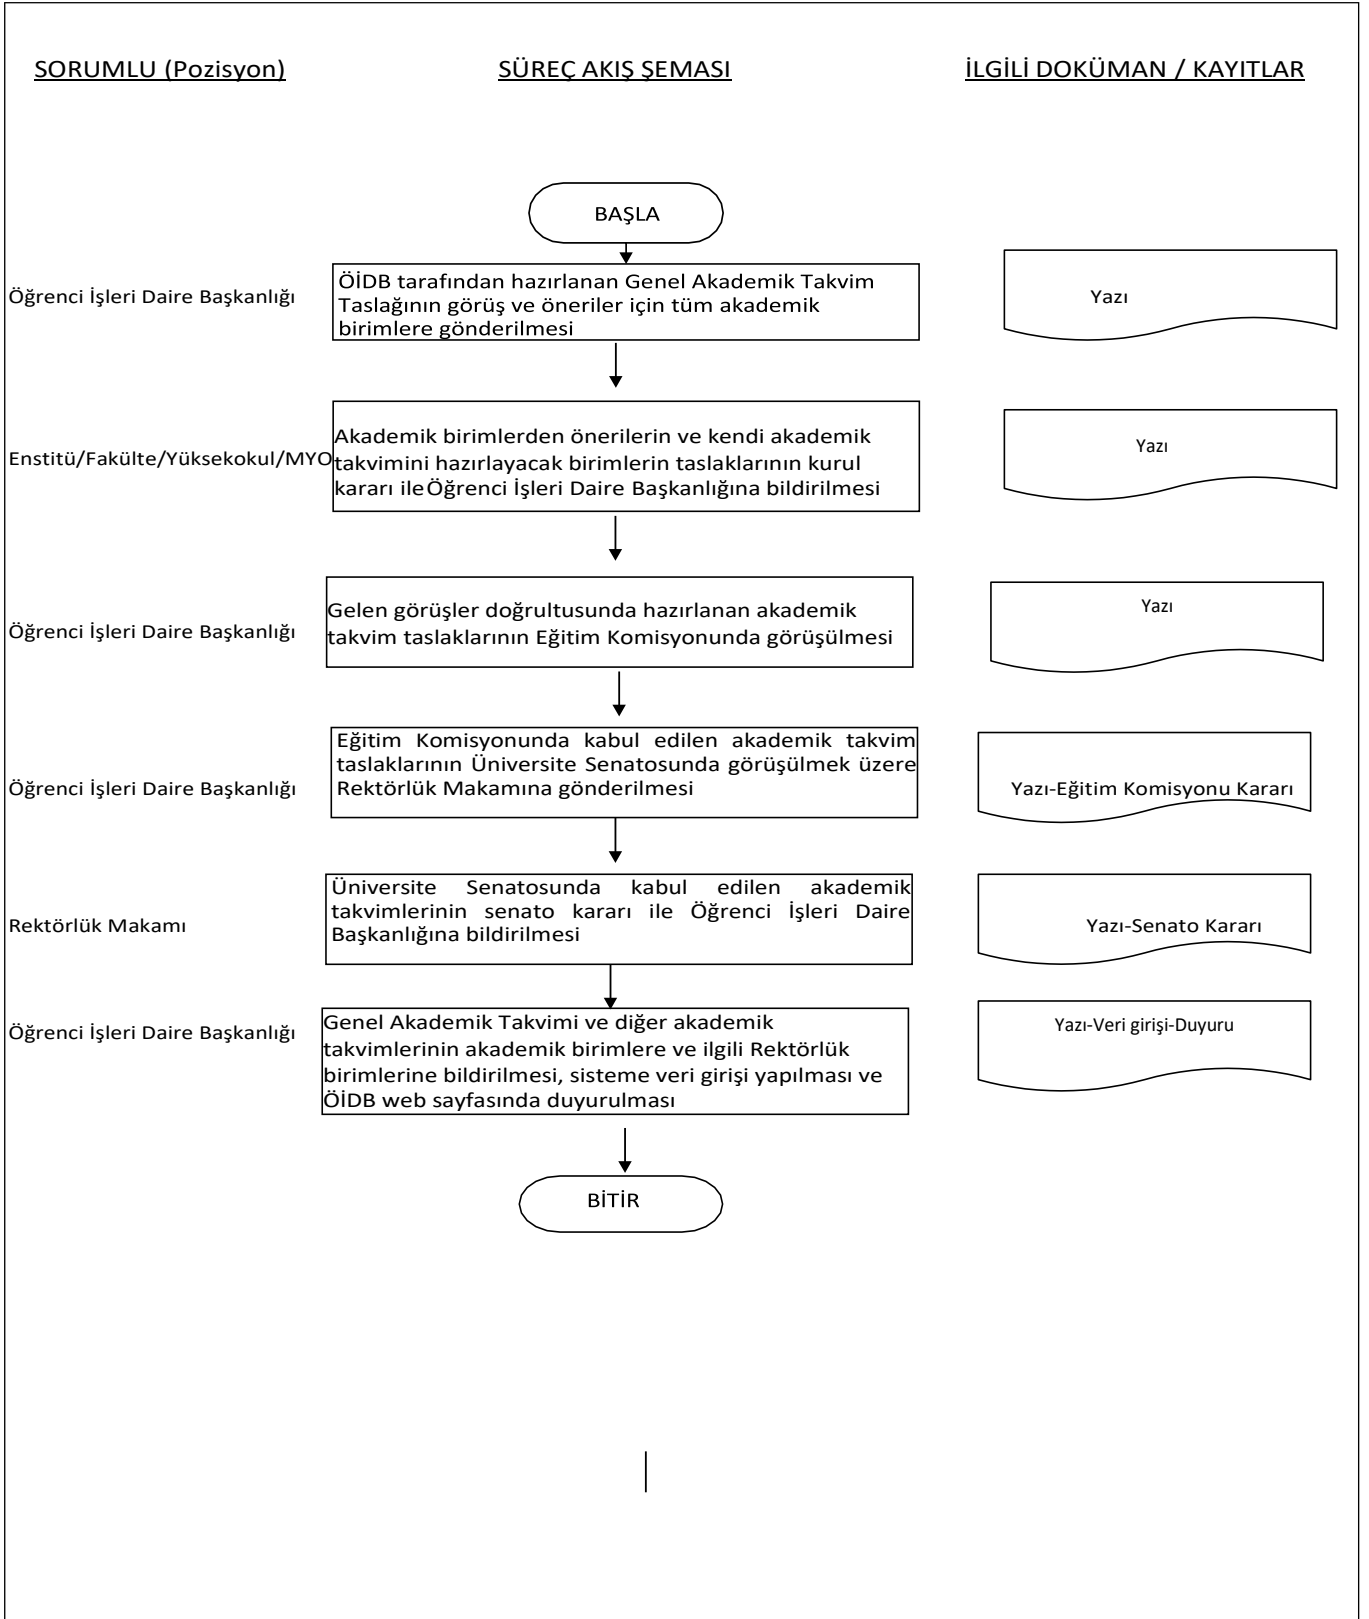 SORUMLU (Pozisyon)
SÜREÇ AKIŞ ŞEMASI
İLGİLİ DOKÜMAN / KAYITLAR
BAŞLA
Öğrenci İşleri Daire Başkanlığı
ÖİDB tarafından hazırlanan Genel Akademik Takvim
Taslağının görüş ve öneriler için tüm akademik
birimlere gönderilmesi
Yazı
Enstitü/Fakülte/Yüksekokul/MYO
Akademik birimlerden önerilerin ve kendi akademik
takvimini hazırlayacak birimlerin taslaklarının kurul
kararı ile Öğrenci İşleri Daire Başkanlığına bildirilmesi
Yazı
Öğrenci İşleri Daire Başkanlığı
Gelen görüşler doğrultusunda hazırlanan akademik
takvim taslaklarının Eğitim Komisyonunda görüşülmesi
Yazı
Öğrenci İşleri Daire Başkanlığı
Eğitim Komisyonunda kabul edilen akademik takvim
taslaklarının Üniversite Senatosunda görüşülmek üzere
Rektörlük Makamına gönderilmesi
Yazı-Eğitim Komisyonu Kararı
Rektörlük Makamı
Üniversite Senatosunda kabul edilen akademik
takvimlerinin senato kararı ile Öğrenci İşleri Daire
Başkanlığına bildirilmesi
Yazı-Senato Kararı
Öğrenci İşleri Daire Başkanlığı
Genel Akademik Takvimi ve diğer akademik
takvimlerinin akademik birimlere ve ilgili Rektörlük
birimlerine bildirilmesi, sisteme veri girişi yapılması ve
ÖİDB web sayfasında duyurulması
Yazı-Veri girişi-Duyuru
BİTİR